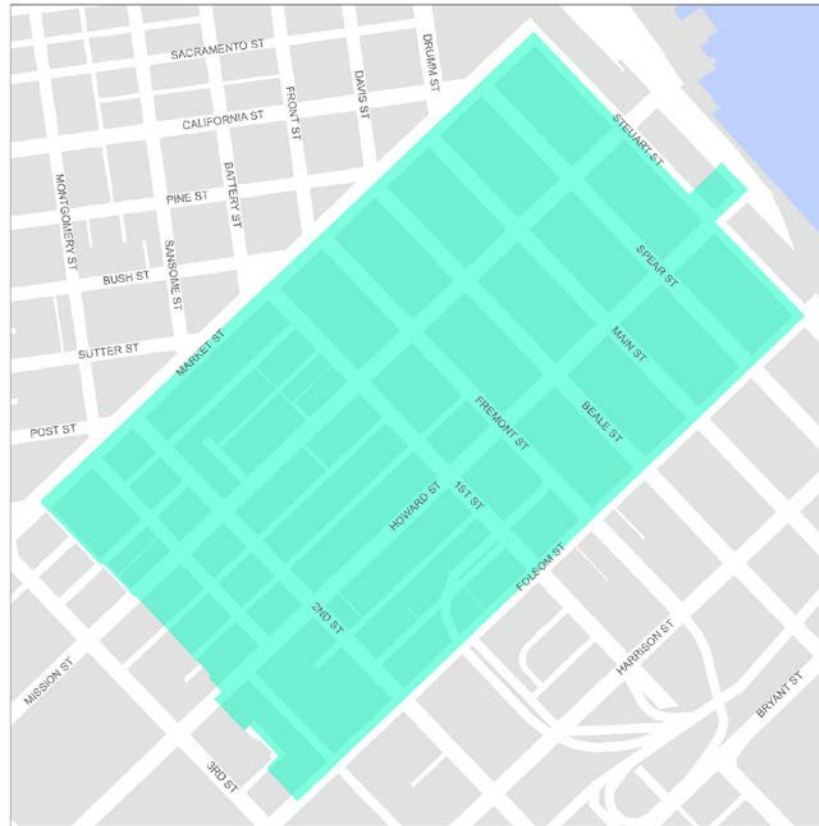 SACRAMENTO ST
DRUMM ST
DAVIS ST
FRONT ST
CALIFORNIA ST
STEUART ST
BATTERY ST
PINE ST
MONTGOMERY ST
SANSOME ST
SPEAR ST
BUSH ST
MARKET ST
MAIN ST
SUTTER ST
BEALE ST
FREMONT ST
POST ST
1ST ST
HOWARD ST
FOLSOM ST
2ND ST
HARRISON ST
MISSION ST
BRYANT ST
3RD ST